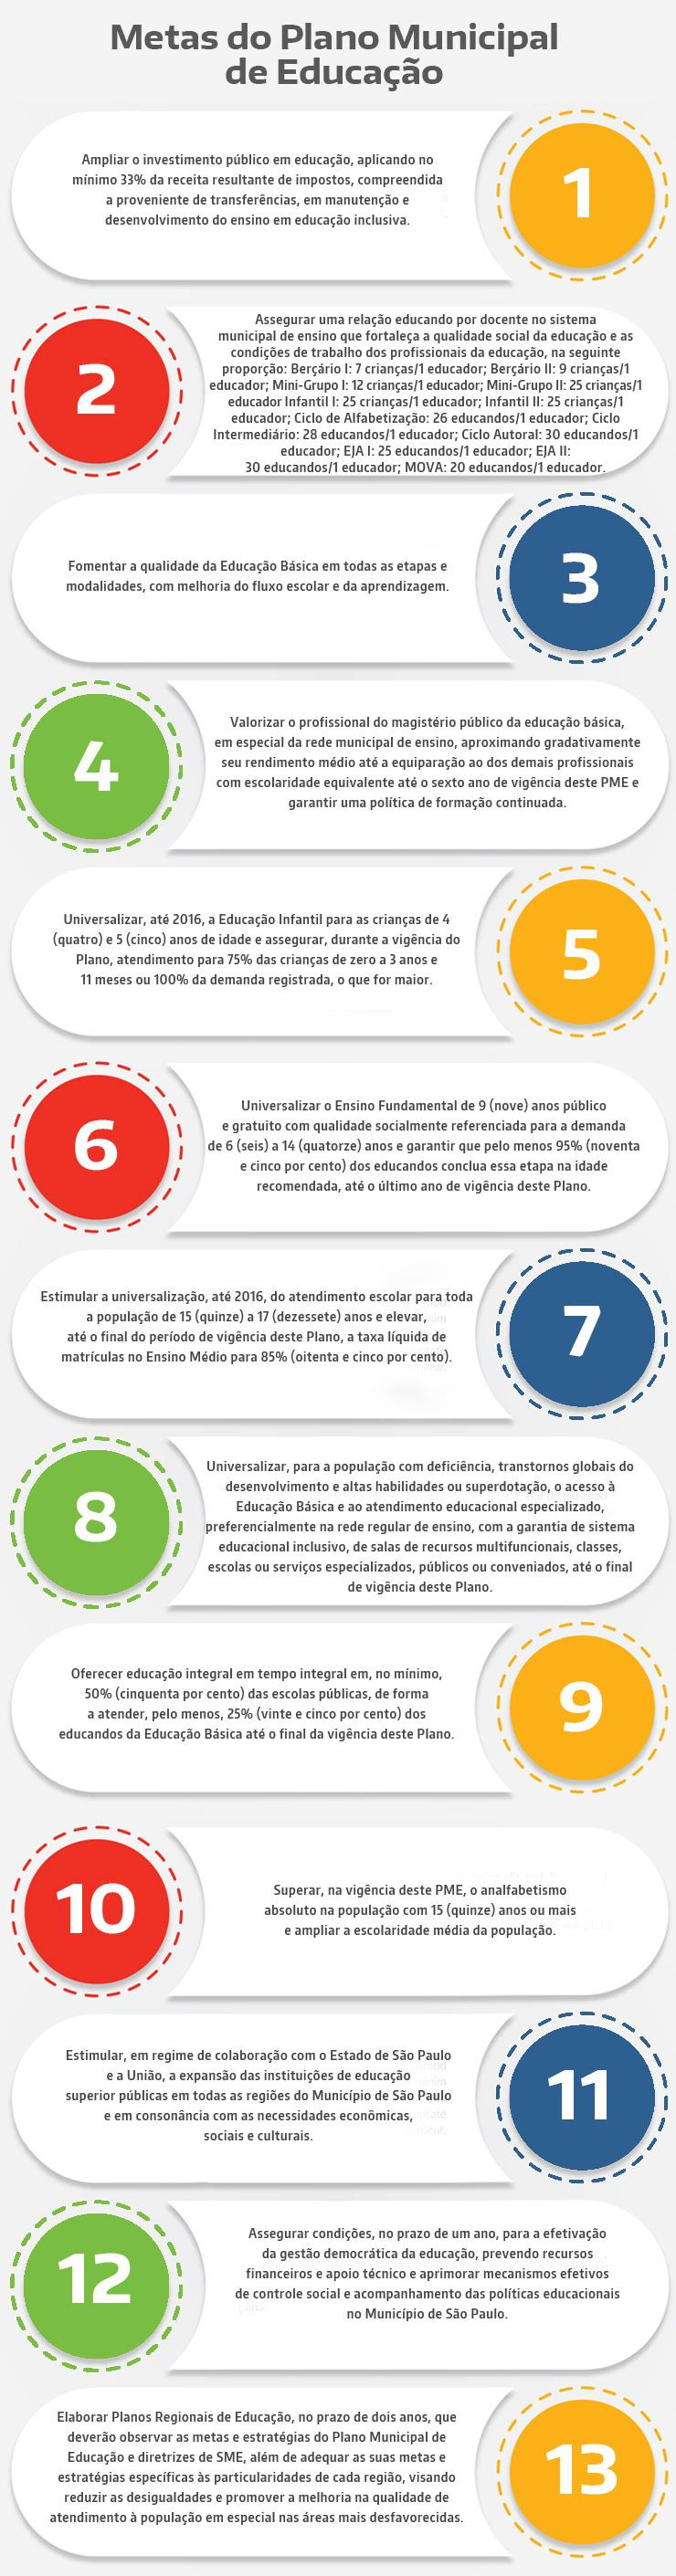 Metas do Plano Municipal
de Educação
Ampliar o investimento público em educação, aplicando no
mínimo 33% da receita resultante de impostos, compreendida
a proveniente de transferências, em manutenção e
desenvolvimento do ensino em educação inclusiva.
1
2
Assegurar uma relação educando por docente no sistema
municipal de ensino que fortaleça a qualidade social da educação e as
condições de trabalho dos profissionais da educação, na seguinte
proporção: Berçário I: 7 crianças/1 educador; Berçário II: 9 crianças/1
educador; Mini-Grupo I: 12 crianças/1 educador; Mini-Grupo II: 25 crianças/1
educador Infantil I: 25 crianças/1 educador; Infantil II: 25 crianças/1
educador; Ciclo de Alfabetização: 26 educandos/1 educador; Ciclo
Intermediário: 28 educandos/1 educador; Ciclo Autoral: 30 educandos/1
educador; EJA I: 25 educandos/1 educador; EJA II:
30 educandos/1 educador; MOVA: 20 educandos/1 educador.
Fomentar a qualidade da Educação Básica em todas as etapas e
modalidades, com melhoria do fluxo escolar e da aprendizagem.
3
4
Valorizar o profissional do magistério público da educação básica,
em especial da rede municipal de ensino, aproximando gradativamente
seu rendimento médio até a equiparação ao dos demais profissionais
com escolaridade equivalente até o sexto ano de vigência deste PME e
garantir uma política de formação continuada.
Universalizar, até 2016, a Educação Infantil para as crianças de 4
(quatro) e 5 (cinco) anos de idade e assegurar, durante a vigência do
Plano, atendimento para 75% das crianças de zero a 3 anos e
11 meses ou 100% da demanda registrada, o que for maior.
5
6
Universalizar o Ensino Fundamental de 9 (nove) anos público
e gratuito com qualidade socialmente referenciada para a demanda
de 6 (seis) a 14 (quatorze) anos e garantir que pelo menos 95% (noventa
e cinco por cento) dos educandos conclua essa etapa na idade
recomendada, até o último ano de vigência deste Plano.
Estimular a universalização, até 2016, do atendimento escolar para toda
a população de 15 (quinze) a 17 (dezessete) anos e elevar,
até o final do período de vigência deste Plano, a taxa líquida de
matrículas no Ensino Médio para 85% (oitenta e cinco por cento).
7
8
Universalizar, para a população com deficiência, transtornos globais do
desenvolvimento e altas habilidades ou superdotação, o acesso à
Educação Básica e ao atendimento educacional especializado,
preferencialmente na rede regular de ensino, com a garantia de sistema
educacional inclusivo, de salas de recursos multifuncionais, classes,
escolas ou serviços especializados, públicos ou conveniados, até o final
de vigência deste Plano.
Oferecer educação integral em tempo integral em, no mínimo,
50% (cinquenta por cento) das escolas públicas, de forma
a atender, pelo menos, 25% (vinte e cinco por cento) dos
educandos da Educação Básica até o final da vigência deste Plano.
9
10
Superar, na vigência deste PME, o analfabetismo
absoluto na população com 15 (quinze) anos ou mais
e ampliar a escolaridade média da população.
Estimular, em regime de colaboração com o Estado de São Paulo
e a União, a expansão das instituições de educação
superior públicas em todas as regiões do Município de São Paulo
e em consonância com as necessidades econômicas,
sociais e culturais.
11
12
Assegurar condições, no prazo de um ano, para a efetivação
da gestão democrática da educação, prevendo recursos
financeiros e apoio técnico e aprimorar mecanismos efetivos
de controle social e acompanhamento das políticas educacionais
no Município de São Paulo.
Elaborar Planos Regionais de Educação, no prazo de dois anos, que
deverão observar as metas e estratégias do Plano Municipal de
Educação e diretrizes de SME, além de adequar as suas metas e
estratégias específicas às particularidades de cada região, visando
reduzir as desigualdades e promover a melhoria na qualidade de
atendimento à população em especial nas áreas mais desfavorecidas.
13